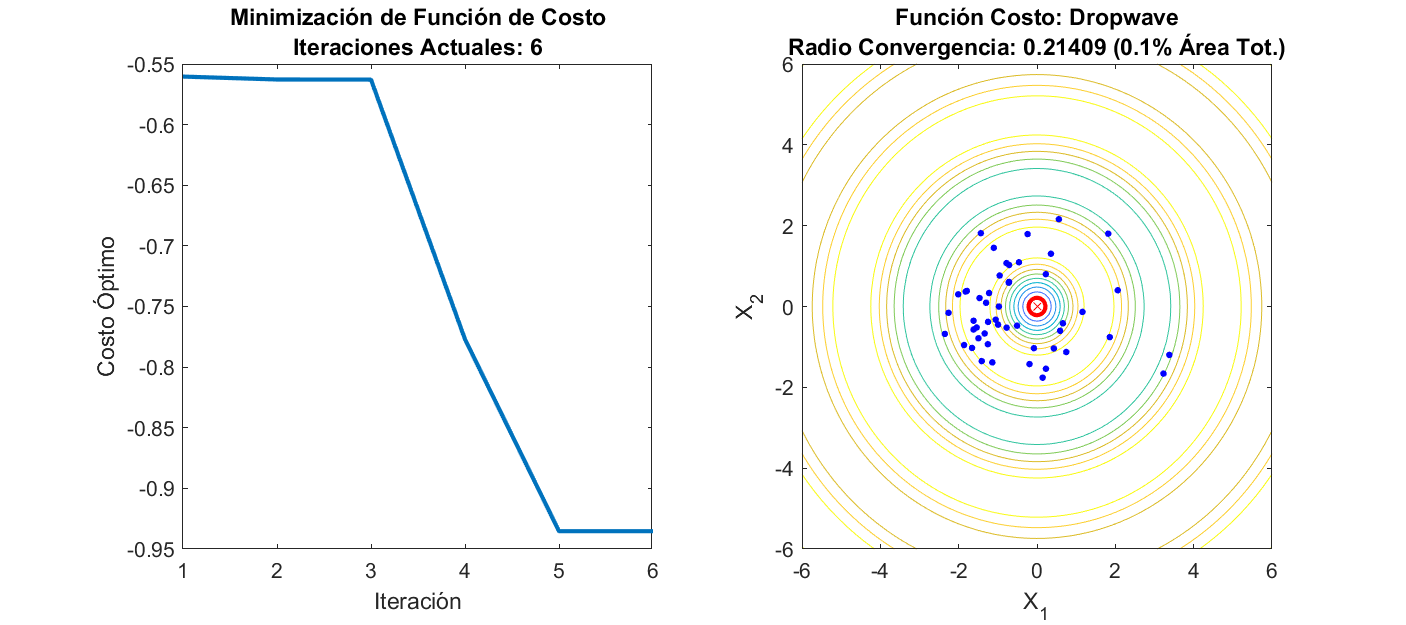 Minimización de Función de Costo
Iteraciones Actuales: 6
-0.55
-0.6
-0.65
-0.7
-0.75
-0.8
-0.85
-0.9
-0.95
Costo Óptimo
1 2 3 4 5 6
Iteración
Función Costo: Dropwave
Radio Convergencia: 0.21409 (0.1% Área Tot.)
6
4
2
0
-2
-4
-6
X2
-6 -4 -2 0 2 4 6
X1